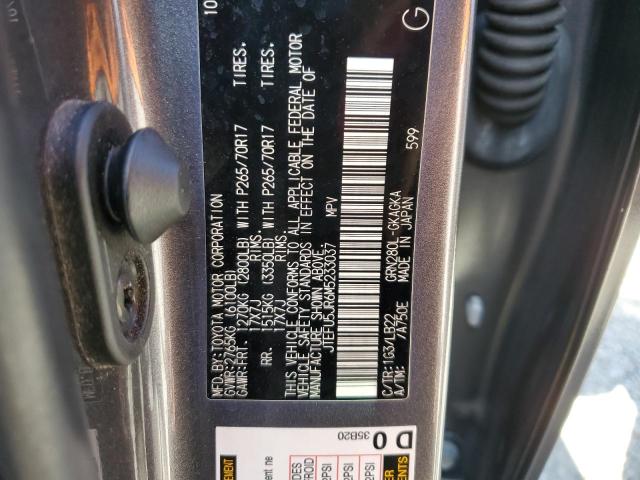 MFD. BY: TOYOTA MOTOR CORPORATION 10
GVWR: 2765KG (6100LB)
GAWR: FRT. 1270KG (2800LB) WITH P265/70R17 TIRES.
17X7J RIMS.
RR. 1515KG (3350LB) WITH P265/70R17 TIRES.
17X7J RIMS.
THIS VEHICLE CONFORMS TO ALL APPLICABLE FEDERAL MOTOR
VEHICLE SAFETY STANDARDS IN EFFECT ON THE DATE OF
MANUFACTURE SHOWN ABOVE.
JTEFU5JR6M5233037 MPV
C/TR: 1G3/LB22 GRN280L-GKAGKA
A/TM: /A750E MADE IN JAPAN 599
G
D 0
35B20